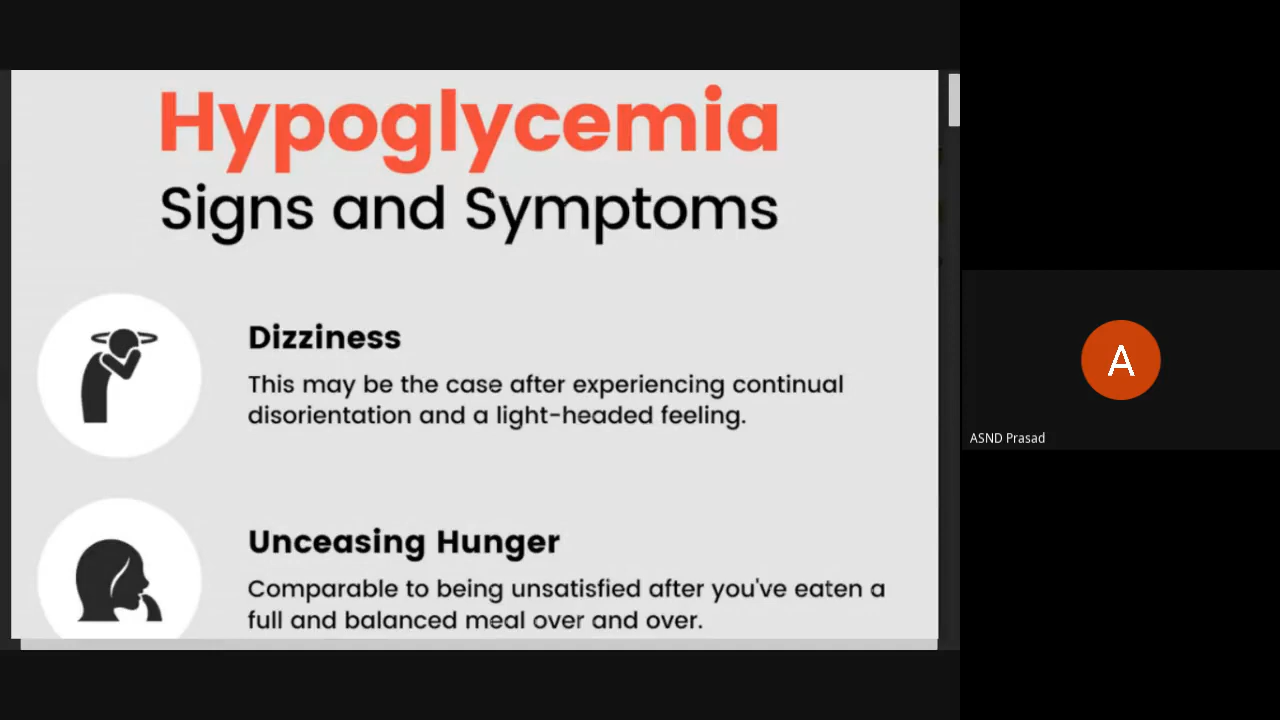 Hypoglycemia
Signs and Symptoms
Dizziness
This may be the case after experiencing continual
disorientation and a light-headed feeling.
Unceasing Hunger
Comparable to being unsatisfied after you've eaten a
full and balanced meal over and over.
A
ASND Prasad